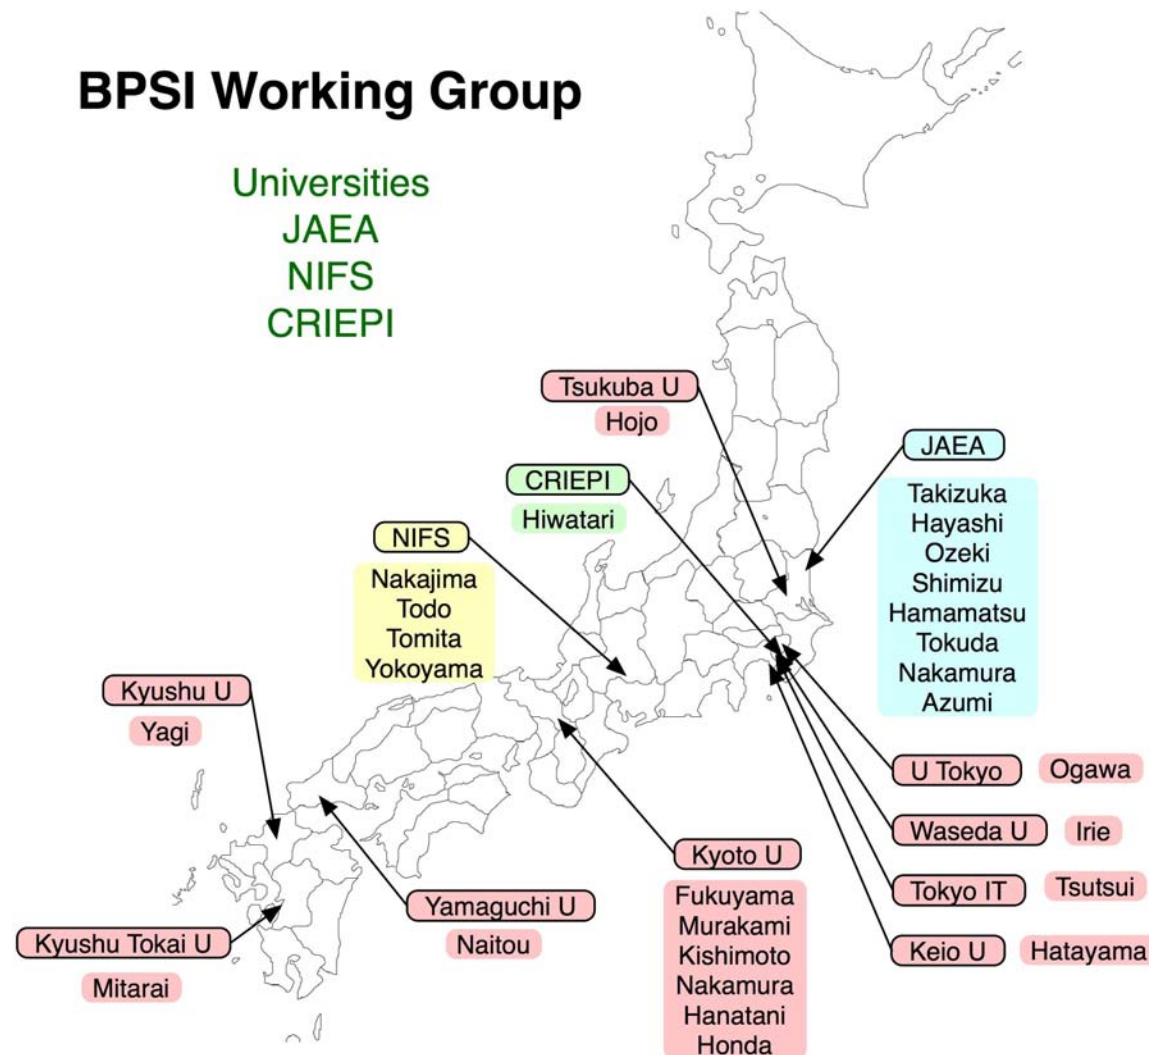 BPSI Working Group
Universities
JAEA
NIFS
CRIEPI
Tsukuba U
Hojo
JAEA
Takizuka
Hayashi
Ozeki
Shimizu
Hamamatsu
Tokuda
Nakamura
Azumi
CRIEPI
Hiwatari
NIFS
Nakajima
Todo
Tomita
Yokoyama
Kyushu U
Yagi
U Tokyo Ogawa
Waseda U Irie
Tokyo IT Tsutsui
Keio U Hatayama
Kyoto U
Fukuyama
Murakami
Kishimoto
Nakamura
Hanatani
Honda
Yamaguchi U
Naitou
Kyushu Tokai U
Mitarai